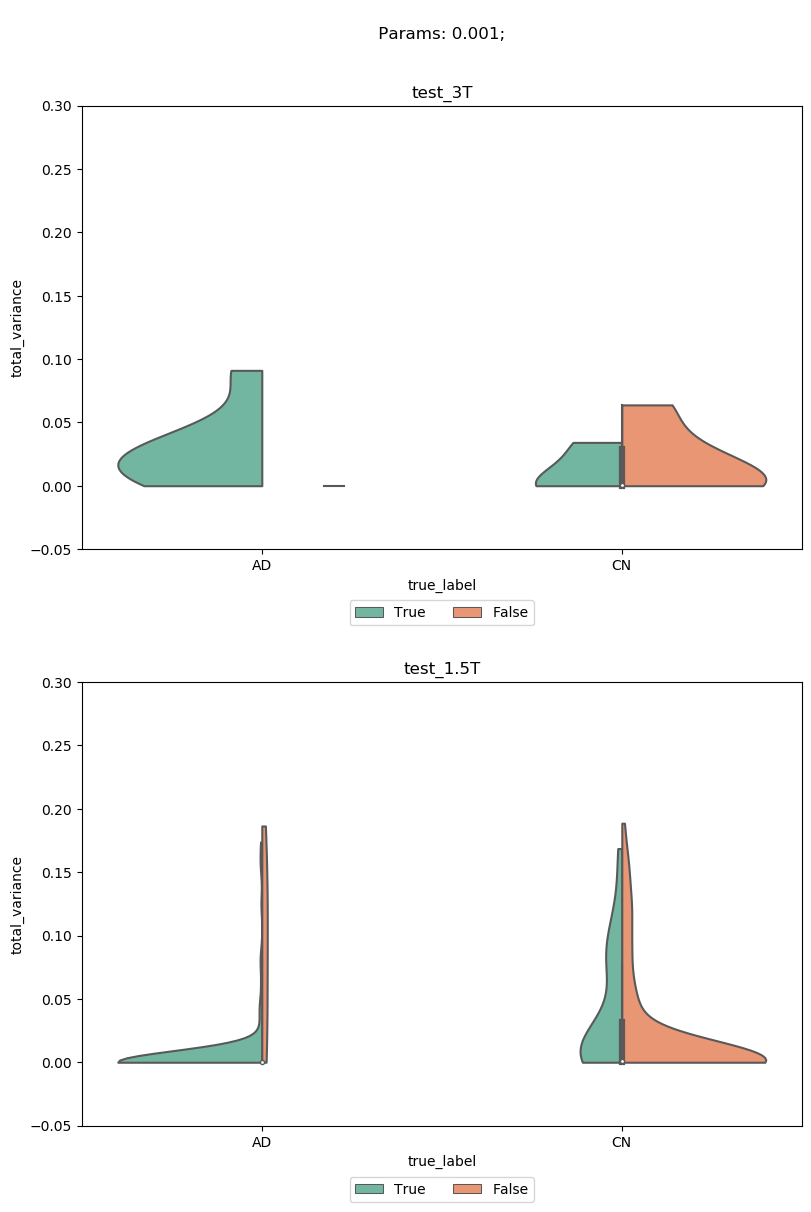 Params: 0.001;
test_3T
0.30
0.25
0.20
0.15
0.10
0.05
0.00
−0.05
total_variance
AD CN
true_label
True False
test_1.5T
0.30
0.25
0.20
0.15
0.10
0.05
0.00
−0.05
total_variance
AD CN
true_label
True False